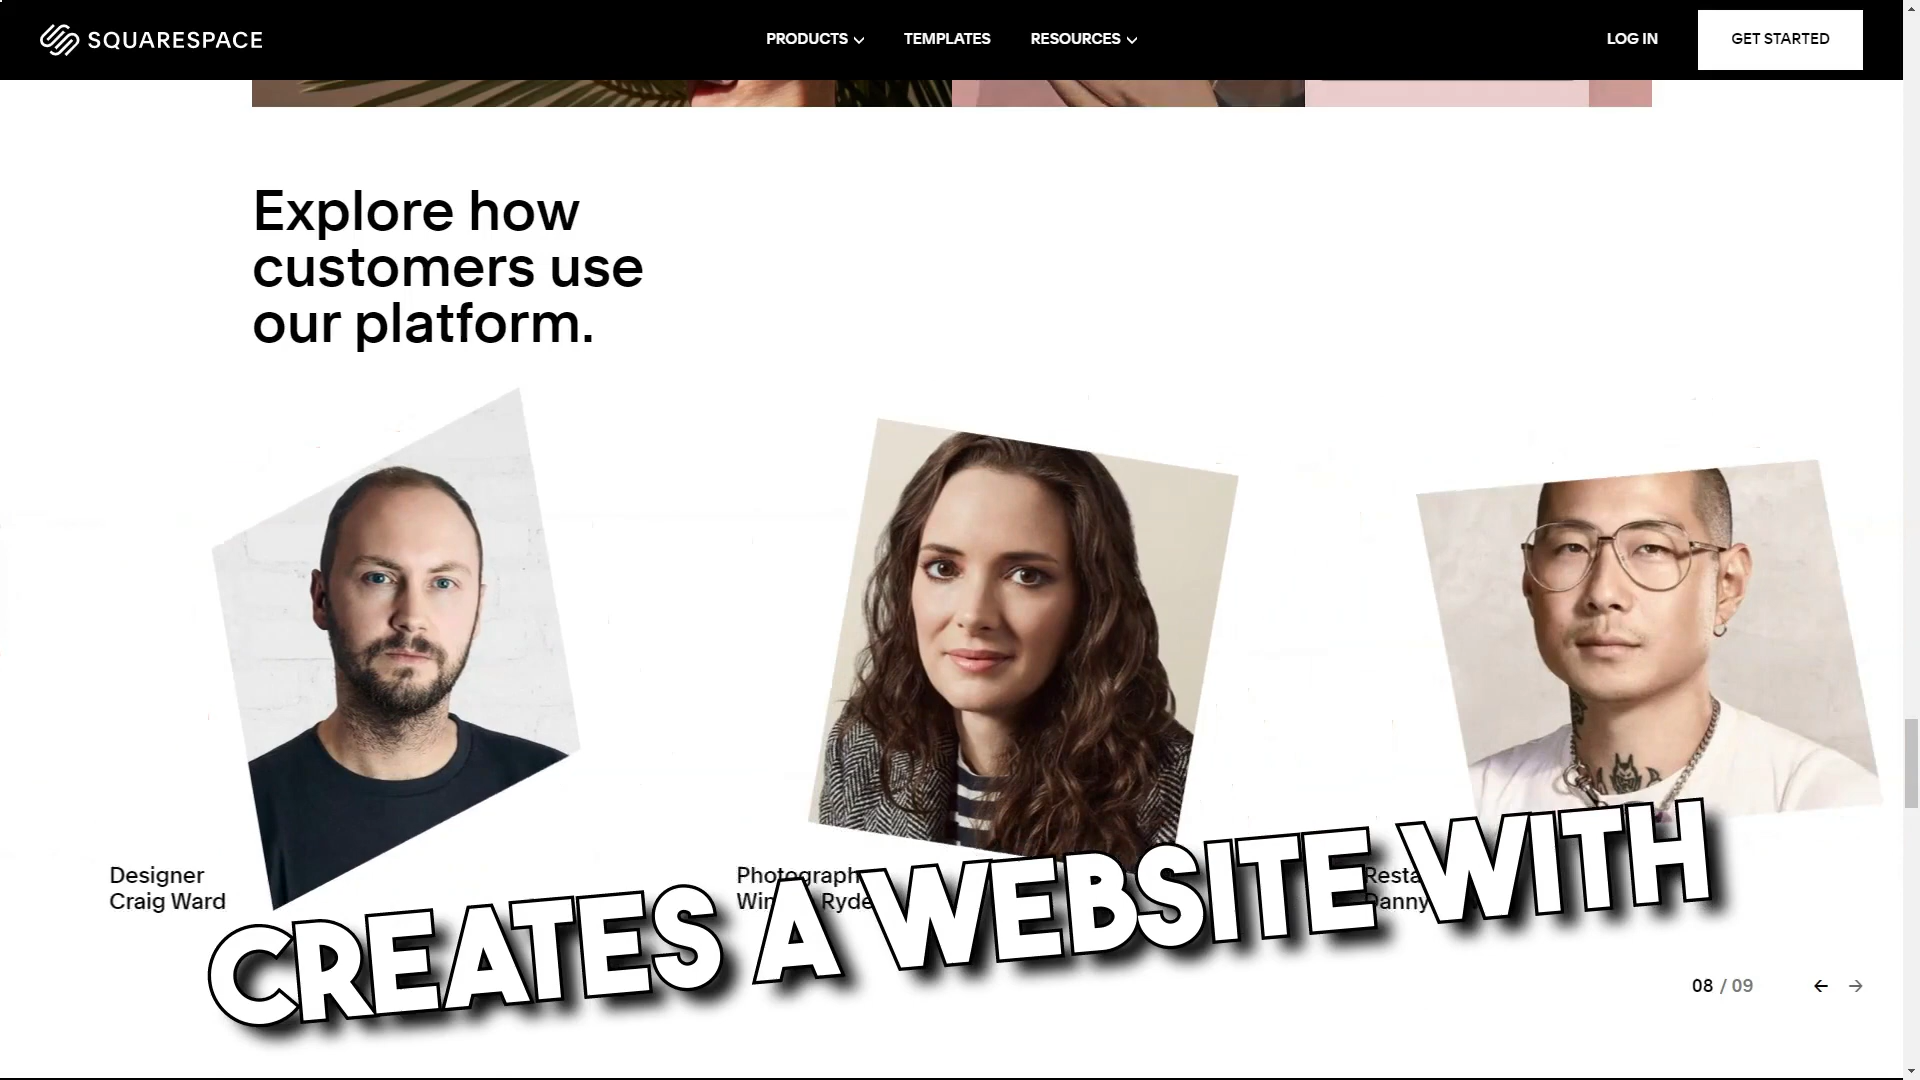 SQUARESPACE
PRODUCTS
TEMPLATES
RESOURCES
LOG IN
GET STARTED
Explore how
customers use
our platform.
Designer
Craig Ward
CREATES A WEBSITE WITH
08 / 09